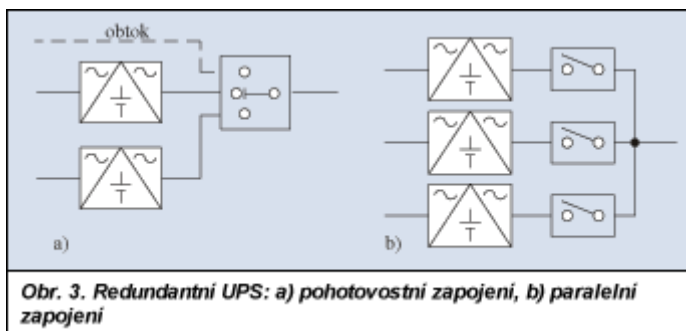 obtok
a)
b)
Obr. 3. Redundantní UPS: a) pohotovostní zapojení, b) paralelní
zapojení